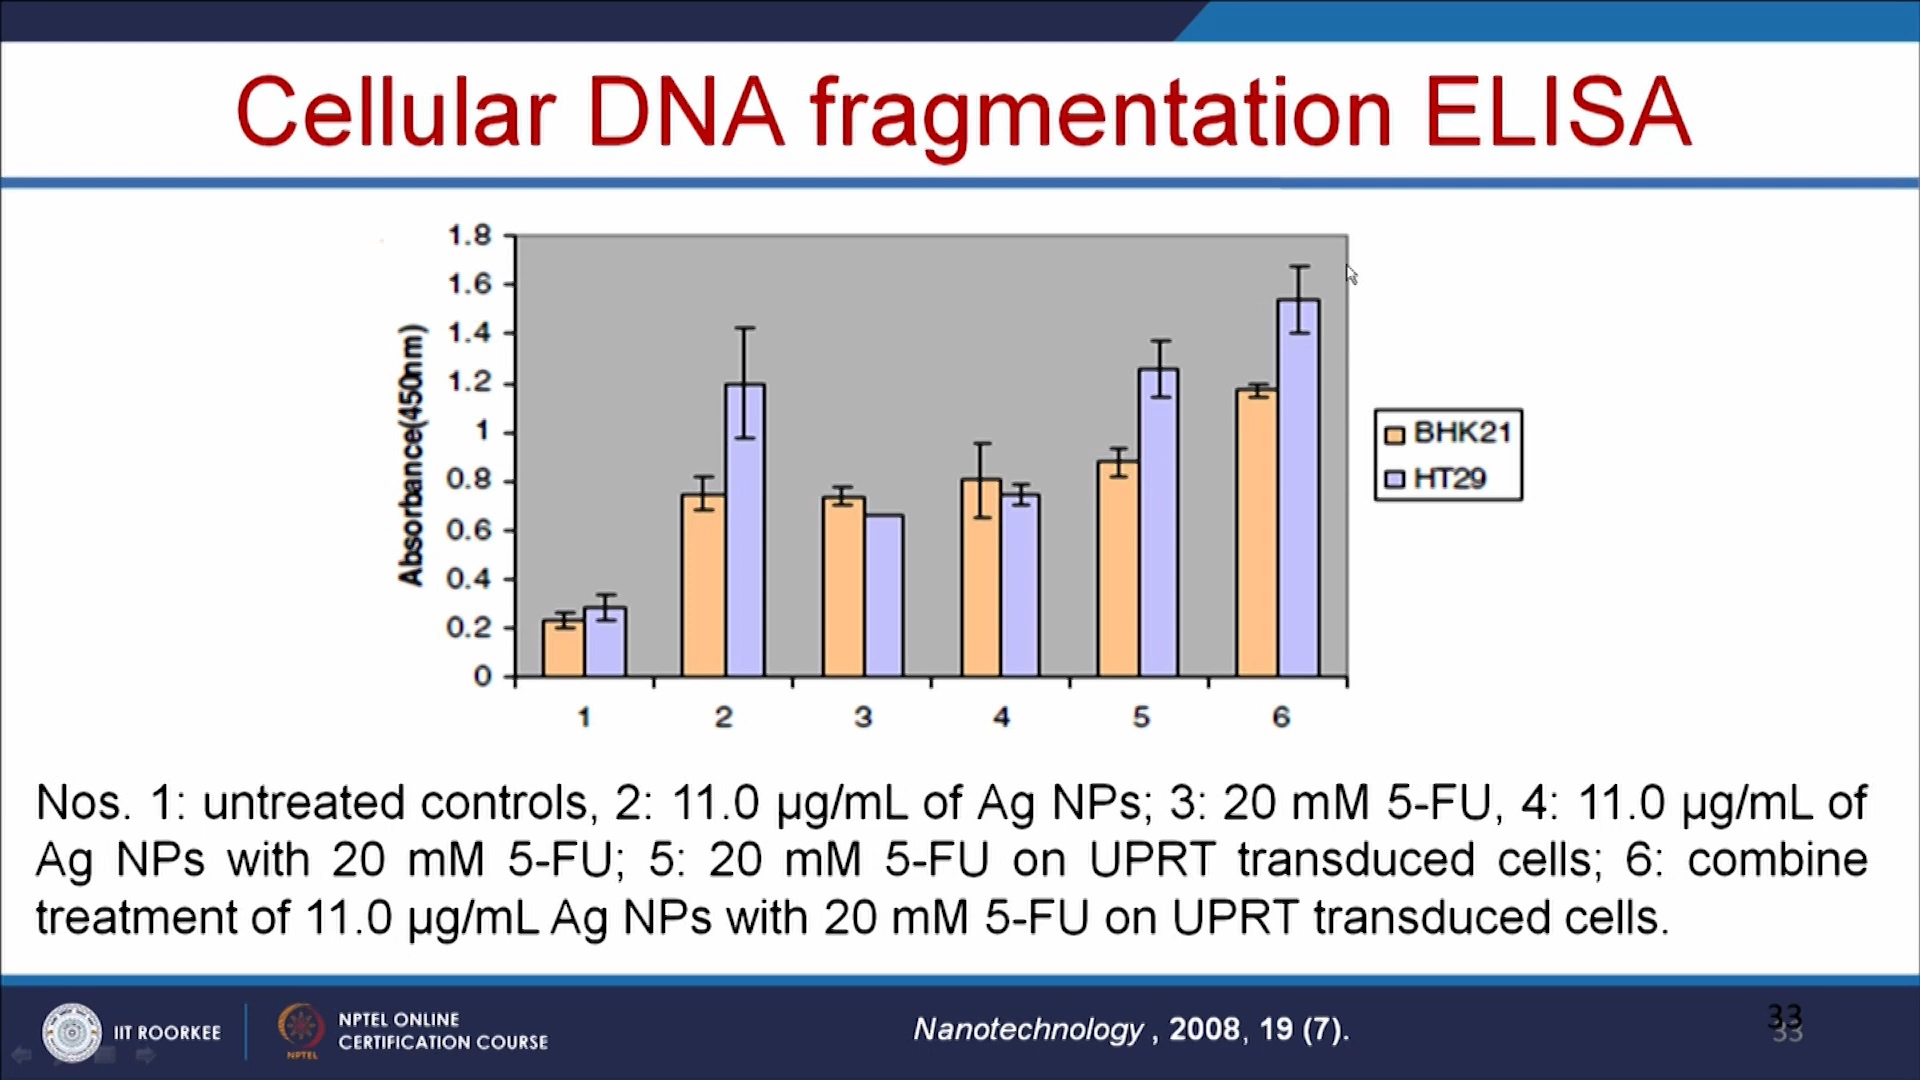 Cellular DNA fragmentation ELISA
1.8
1.6
1.4
1.2
1
0.8
0.6
0.4
0.2
0
Absorbance(450nm)
1 2 3 4 5 6
BHK21
HT29
Nos. 1: untreated controls, 2: 11.0 µg/mL of Ag NPs; 3: 20 mM 5-FU, 4: 11.0 µg/mL of
Ag NPs with 20 mM 5-FU; 5: 20 mM 5-FU on UPRT transduced cells; 6: combine
treatment of 11.0 µg/mL Ag NPs with 20 mM 5-FU on UPRT transduced cells.
IIT ROORKEE
NPTEL
NPTEL ONLINE
CERTIFICATION COURSE
Nanotechnology , 2008, 19 (7).
33
33